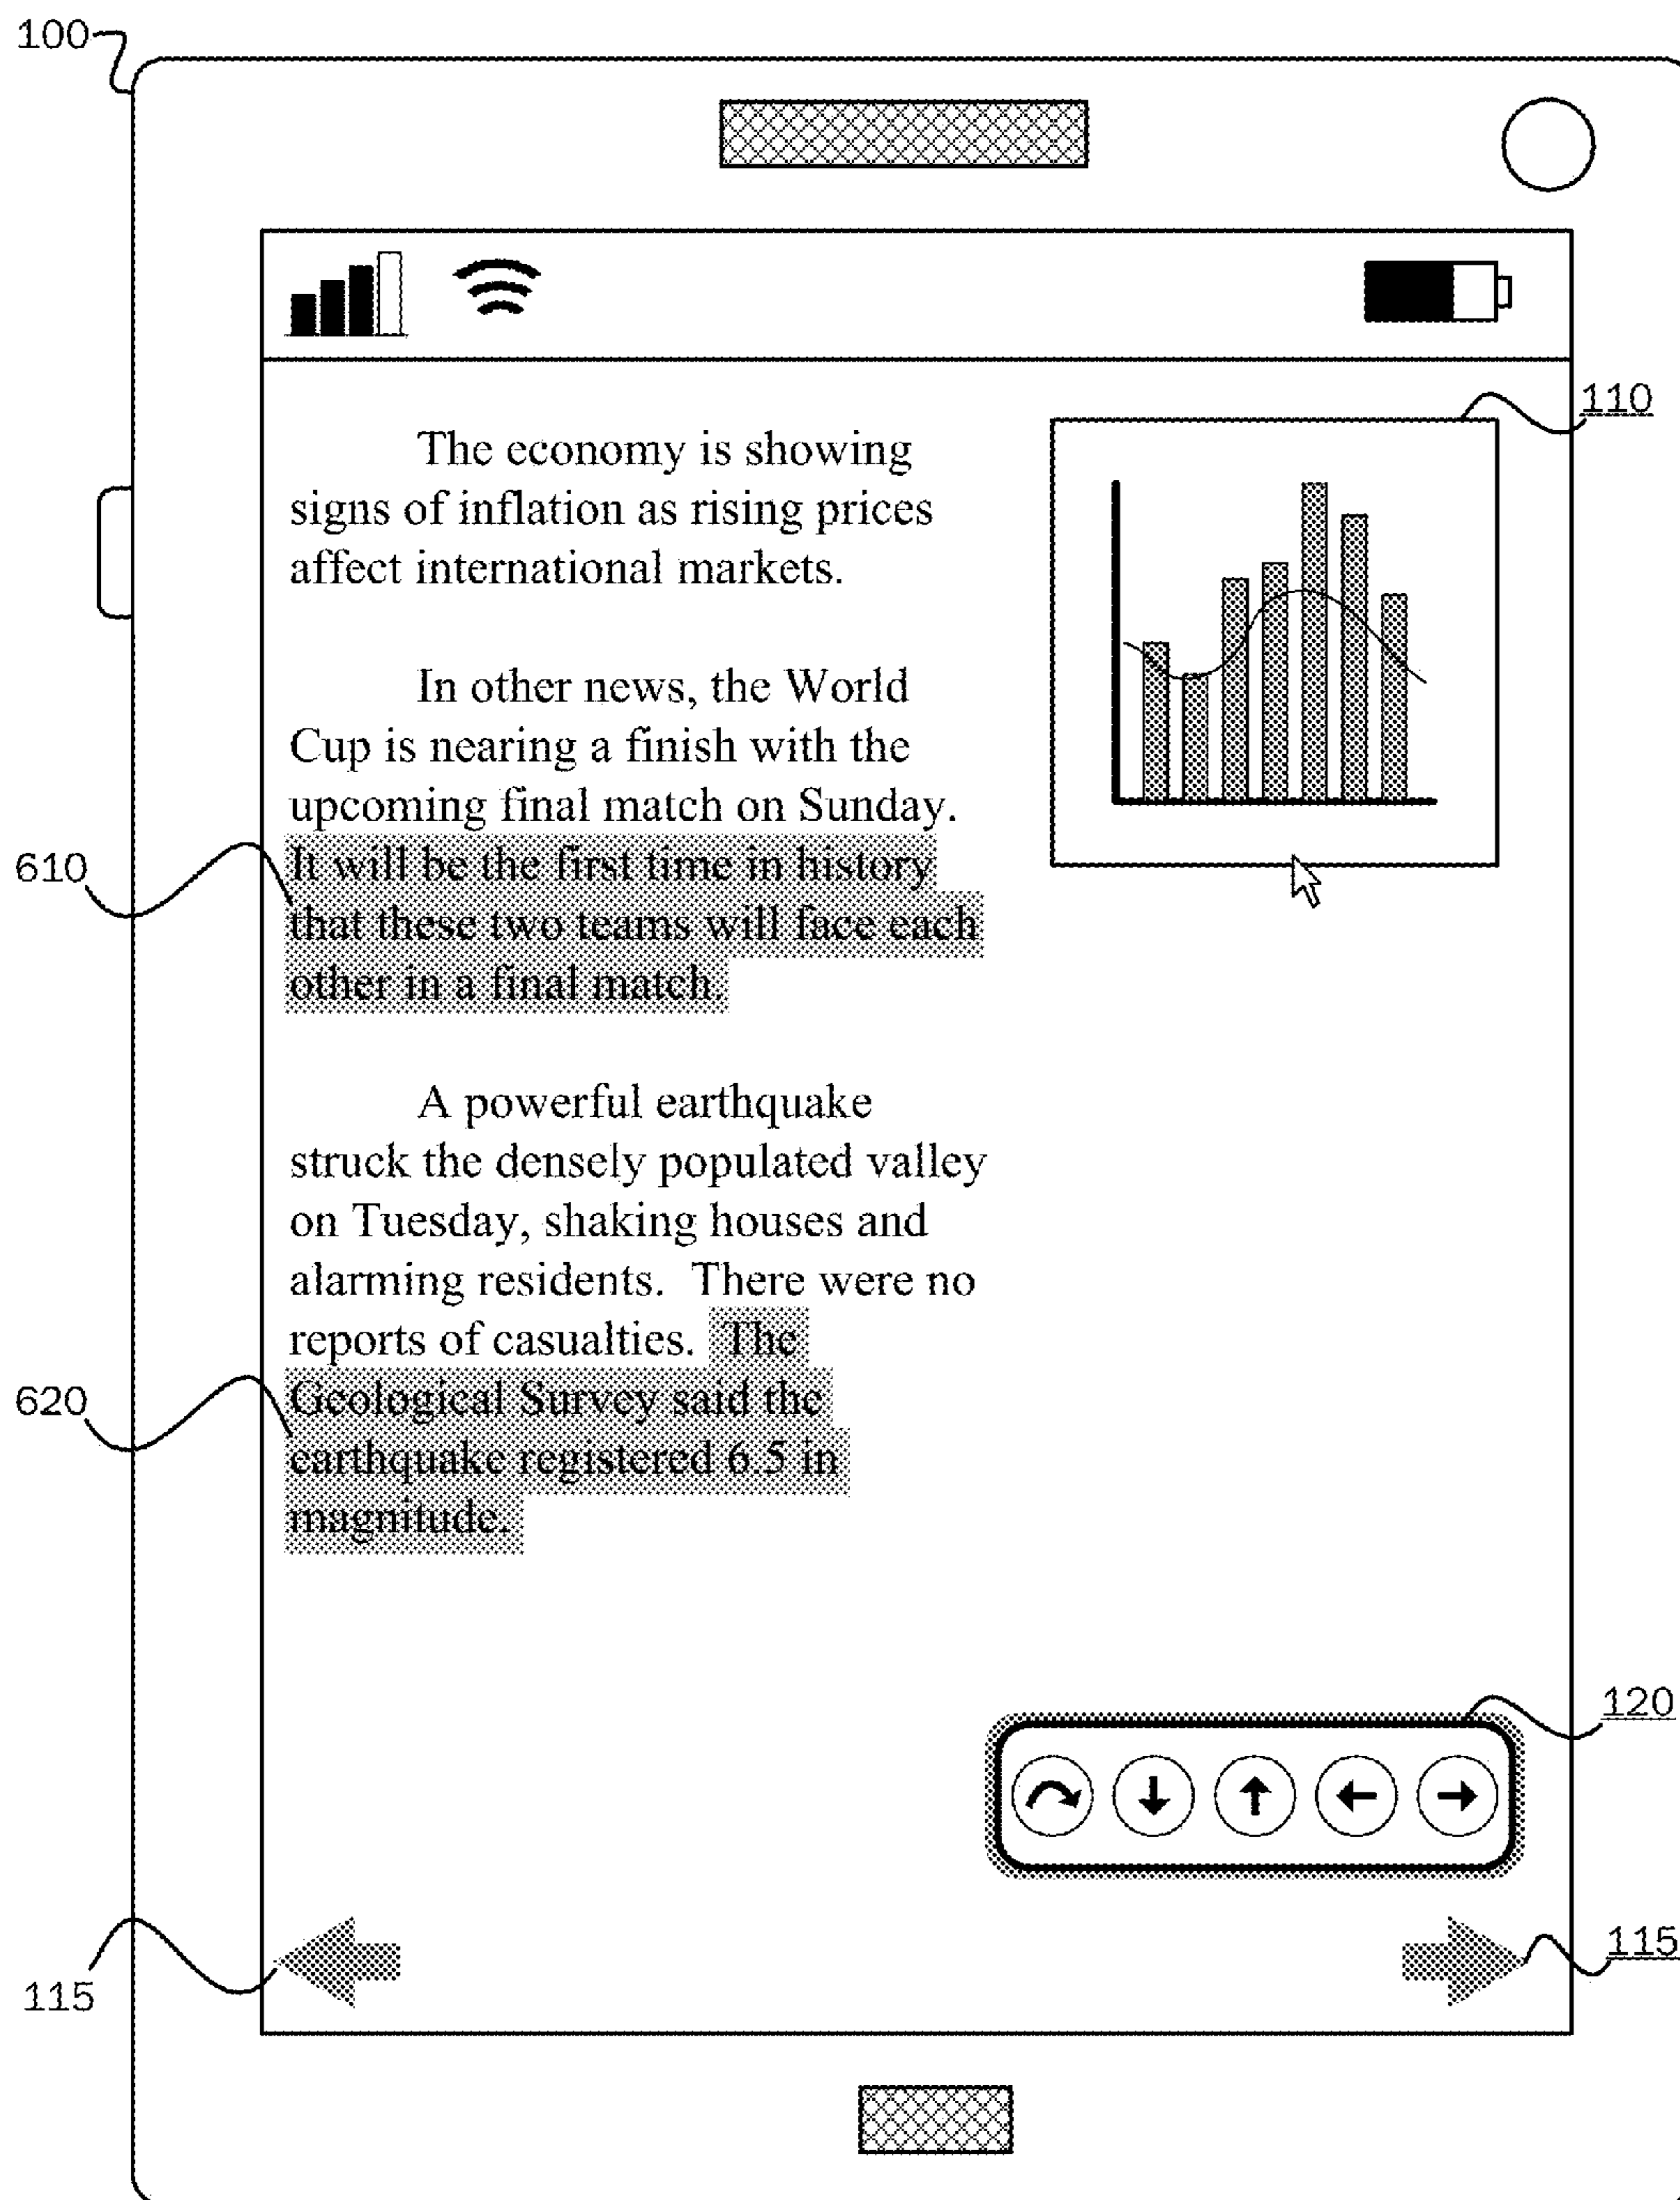 100
110
The economy is showing
signs of inflation as rising prices
affect international markets.
In other news, the World
Cup is nearing a finish with the
upcoming final match on Sunday.
610
It will be the first time in history
that these two teams will face each
other in a final match.
A powerful earthquake
struck the densely populated valley
on Tuesday, shaking houses and
alarming residents. There were no
reports of casualties. The
620
Geological Survey said the
earthquake registered 6.5 in
magnitude.
120
115
115